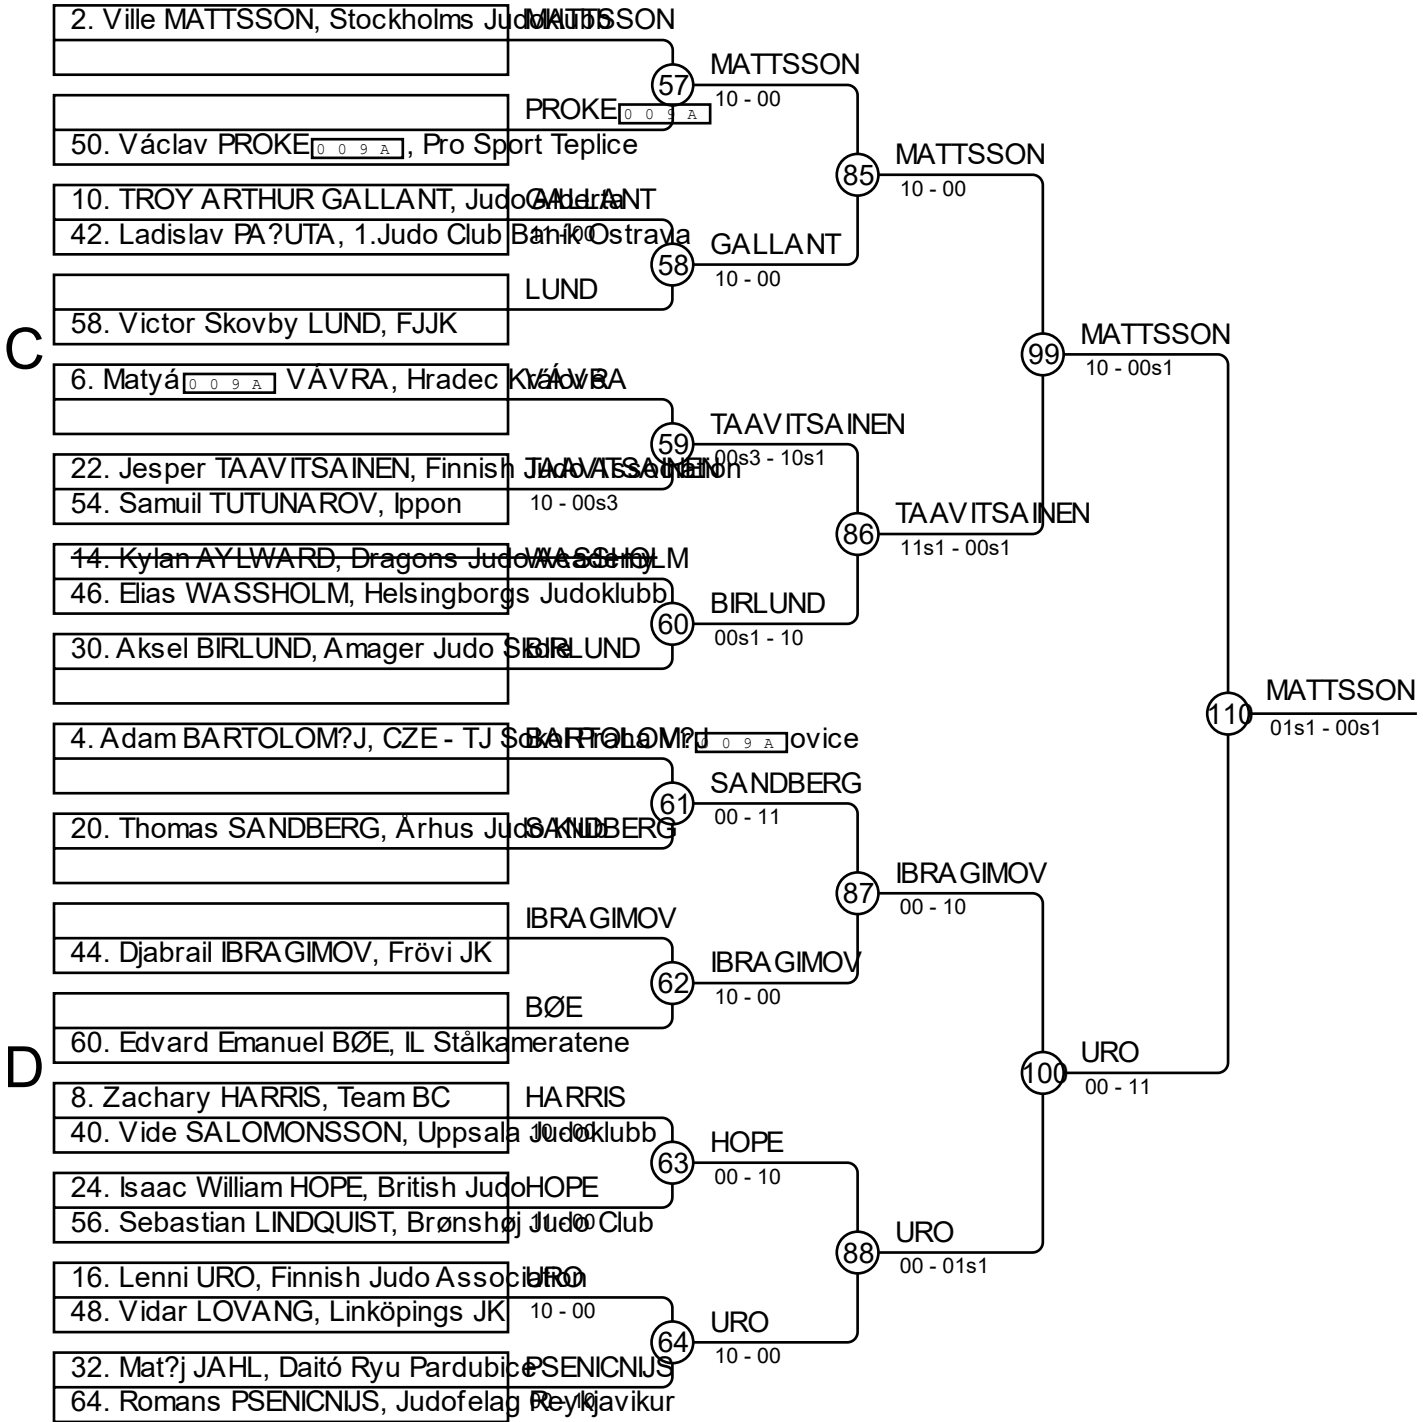 2. Ville MATTSSON, Stockholms Judoklubb
MATTSSON
57
MATTSSON
10 - 00
PROKE009A
50. Václav PROKE009A, Pro Sport Teplice
85
MATTSSON
10 - 00
10. TROY ARTHUR GALLANT, Judo Alberta
GALLANT
42. Ladislav PA?UTA, 1.Judo Club Baník Ostrava
11 - 00
58
GALLANT
10 - 00
LUND
58. Victor Skovby LUND, FJJK
C
99
MATTSSON
10 - 00s1
6. Matyá009A VÁVRA, Hradec Králové
VÁVRA
59
TAAVITSAINEN
00s3 - 10s1
22. Jesper TAAVITSAINEN, Finnish Judo Association
TAAVITSAINEN
54. Samuil TUTUNAROV, Ippon
10 - 00s3
86
TAAVITSAINEN
11s1 - 00s1
14. Kylan AYLWARD, Dragons Judo Academy
WASSHOLM
46. Elias WASSHOLM, Helsingborgs Judoklubb
60
BIRLUND
00s1 - 10
30. Aksel BIRLUND, Amager Judo Skole
BIRLUND
110
MATTSSON
01s1 - 00s1
4. Adam BARTOLOM?J, CZE - TJ Sokol Praha Vr?009Aovice
BARTOLOM?J
61
SANDBERG
00 - 11
20. Thomas SANDBERG, Århus Judo Klub
SANDBERG
87
IBRAGIMOV
00 - 10
IBRAGIMOV
44. Djabrail IBRAGIMOV, Frövi JK
62
IBRAGIMOV
10 - 00
BØE
60. Edvard Emanuel BØE, IL Stålkameratene
D
100
URO
00 - 11
8. Zachary HARRIS, Team BC
HARRIS
40. Vide SALOMONSSON, Uppsala Judoklubb
10 - 00
63
HOPE
00 - 10
24. Isaac William HOPE, British Judo
HOPE
56. Sebastian LINDQUIST, Brønshøj Judo Club
11 - 00
88
URO
00 - 01s1
16. Lenni URO, Finnish Judo Association
URO
48. Vidar LOVANG, Linköpings JK
10 - 00
64
URO
10 - 00
32. Mat?j JAHL, Daitó Ryu Pardubice
PSENICNIJS
64. Romans PSENICNIJS, Judofelag Reykjavikur
00 - 10